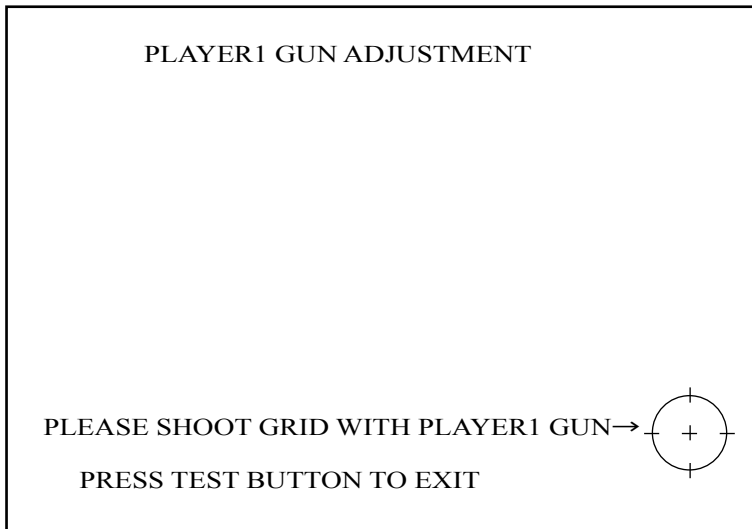 PLAYER1 GUN ADJUSTMENT
PLEASE SHOOT GRID WITH PLAYER1 GUN→
PRESS TEST BUTTON TO EXIT